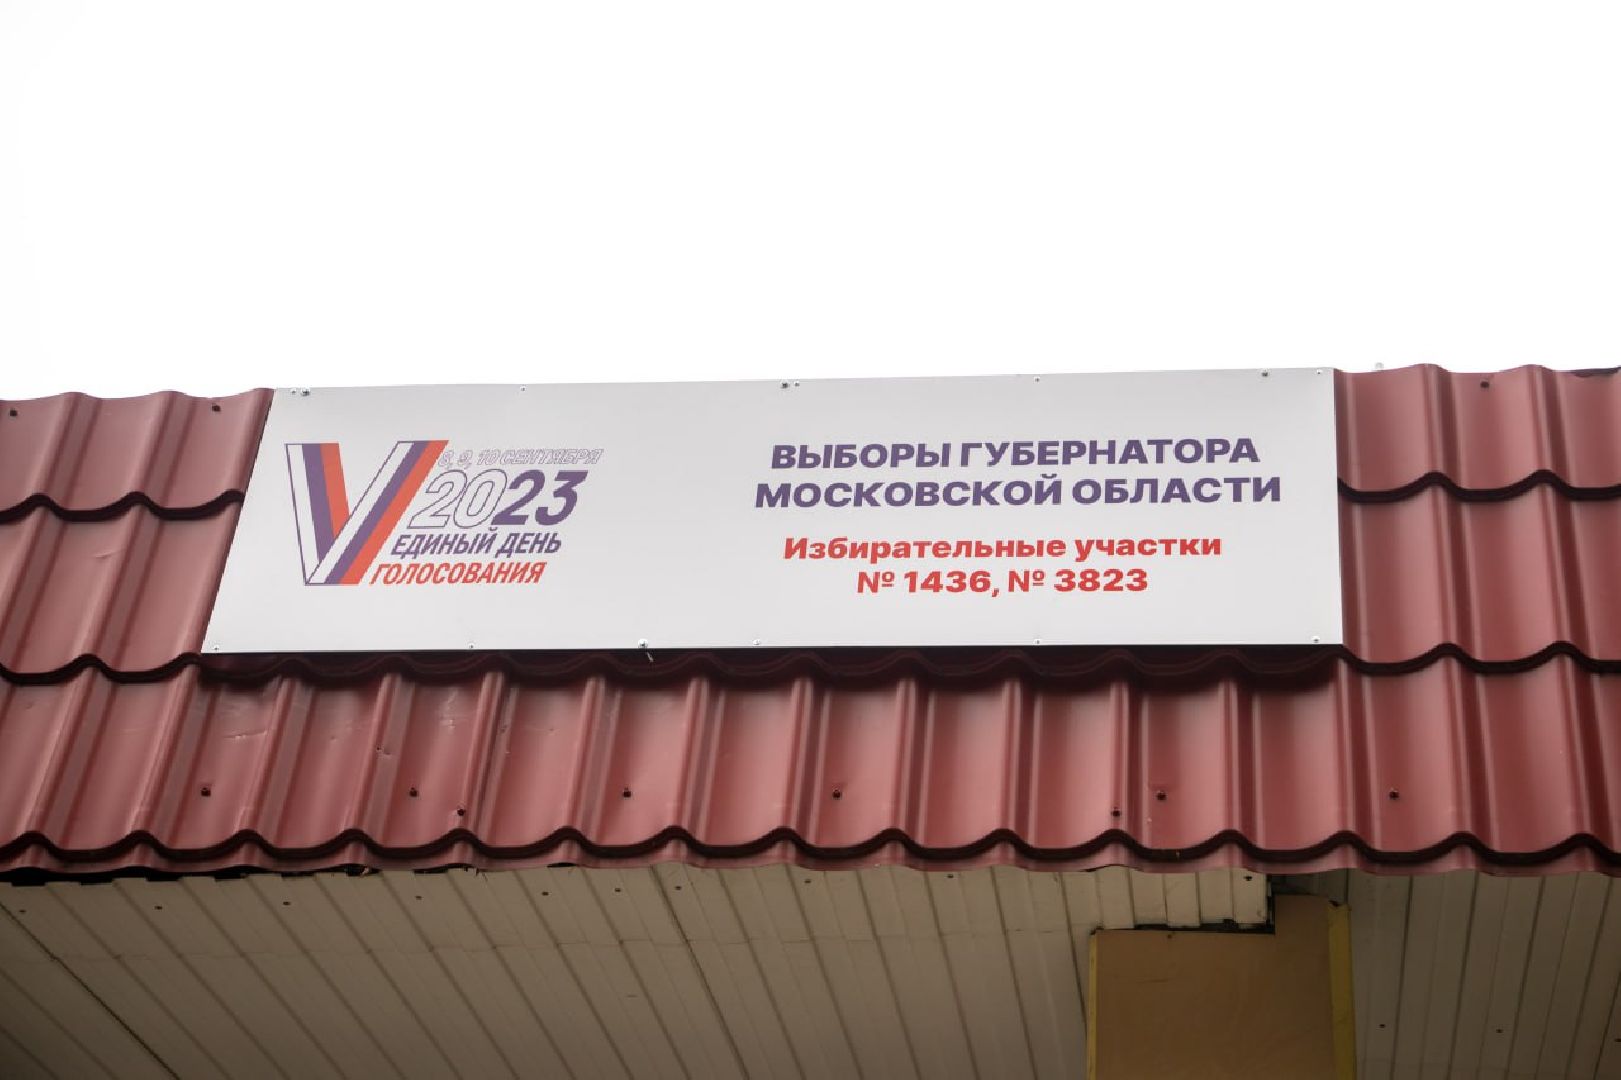 8, 9, 10 СЕНТЯБРЯ
2023
ЕДИНЫЙ ДЕНЬ
ГОЛОСОВАНИЯ
ВЫБОРЫ ГУБЕРНАТОРА
МОСКОВСКОЙ ОБЛАСТИ
Избирательные участки
№ 1436, № 3823